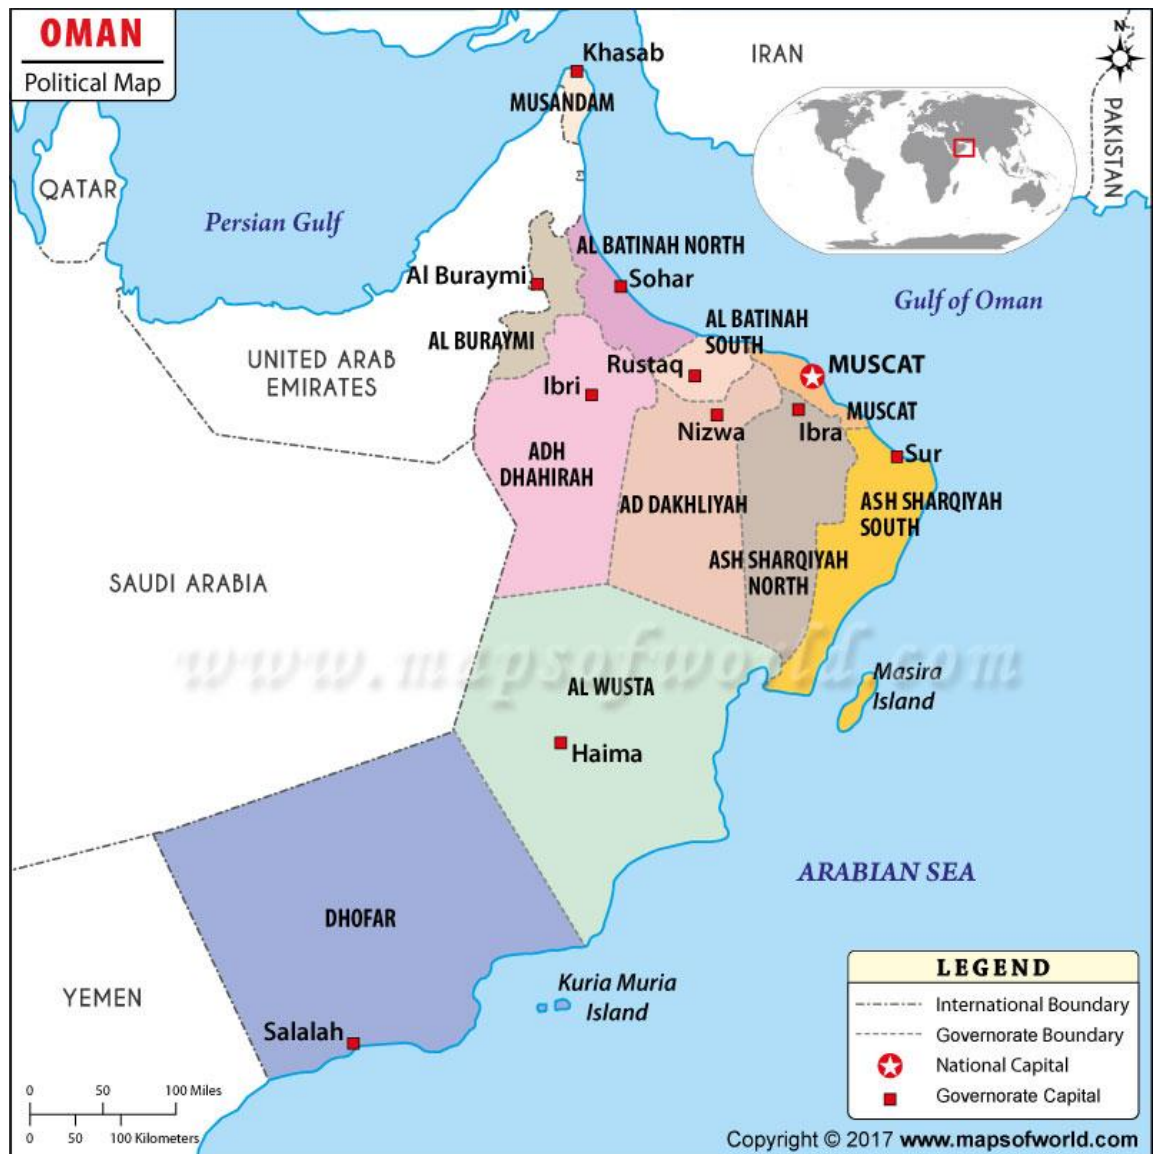 OMAN
Political Map
Khasab
MUSANDAM
IRAN
N
PAKISTAN
QATAR
Persian Gulf
AL BATINAH NORTH
Al Buraymi
Sohar
Gulf of Oman
AL BURAYMI
AL BATINAH
SOUTH
UNITED ARAB
EMIRATES
Rustaq
MUSCAT
Ibri
MUSCAT
Nizwa
Ibra
Sur
ADH
DHAHIRAH
AD DAKHLIYAH
ASH SHARQIYAH
SOUTH
ASH SHARQIYAH
NORTH
SAUDI ARABIA
www.mapsofworld.com
Masira
Island
AL WUSTA
Haima
ARABIAN SEA
DHOFAR
Kuria Muria
Island
YEMEN
Salalah
LEGEND
International Boundary
Governorate Boundary
National Capital
Governorate Capital
0 50 100 Miles
0 50 100 Kilometers
Copyright © 2017 www.mapsofworld.com